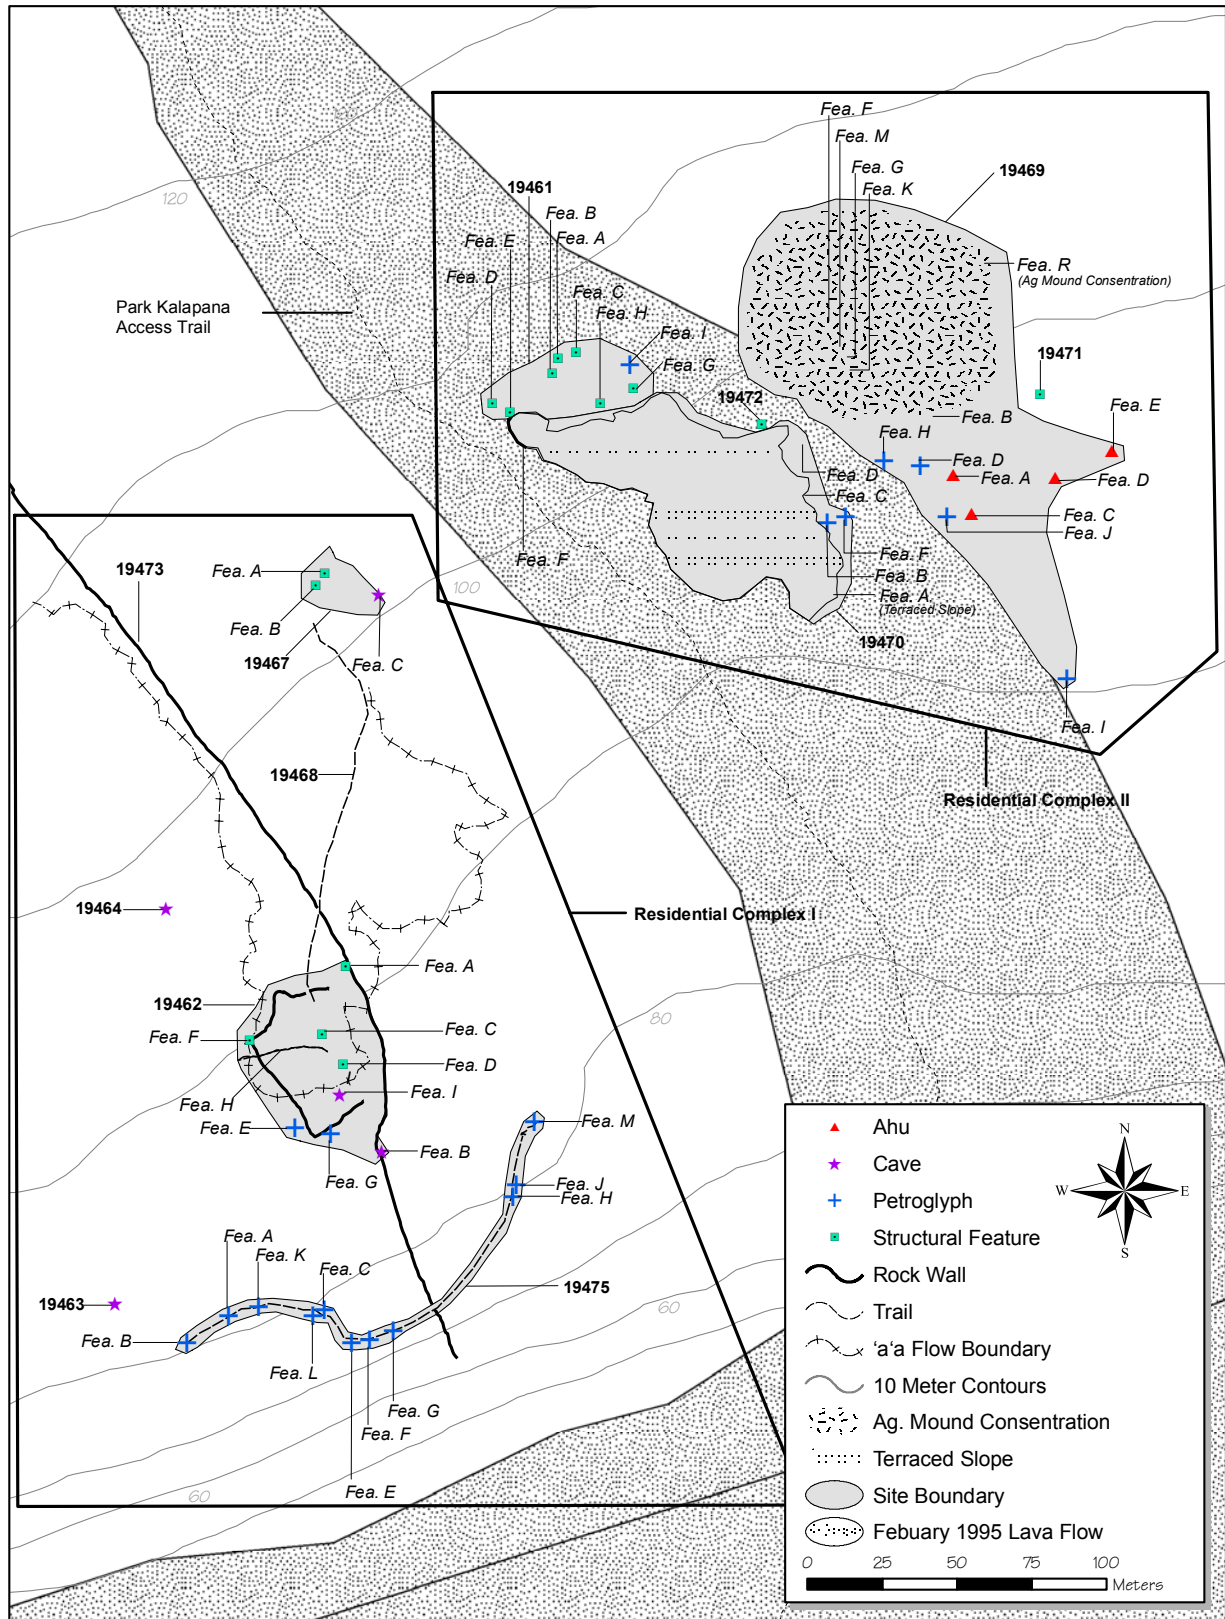 Fea. F
Fea. M
Fea. G
Fea. K
19469
19461
Fea. B
Fea. A
Fea. E
Fea. D
Fea. C
Fea. H
Fea. I
Fea. G
Fea. R
(Ag Mound Consentration)
120
Park Kalapana
Access Trail
19471
19472
Fea. B
Fea. E
Fea. H
Fea. D
Fea. A
Fea. D
Fea. D
Fea. C
Fea. C
Fea. J
Fea. F
Fea. F
Fea. B
Fea. A
(Terraced Slope)
19470
100
19473
Fea. A
Fea. B
19467
Fea. C
Fea. I
19468
Residential Complex II
19464
Residential Complex I
Fea. A
19462
Fea. F
Fea. C
80
Fea. D
Fea. I
Fea. H
Fea. E
Fea. M
Fea. B
Fea. G
Fea. J
Fea. H
Fea. A
Fea. K
Fea. C
19475
19463
60
Fea. B
Fea. L
Fea. G
Fea. F
60
Fea. E
Ahu
Cave
Petroglyph
Structural Feature
Rock Wall
Trail
'a'a Flow Boundary
10 Meter Contours
Ag. Mound Consentration
Terraced Slope
Site Boundary
Febuary 1995 Lava Flow
N
W
E
S
0 25 50 75 100
Meters